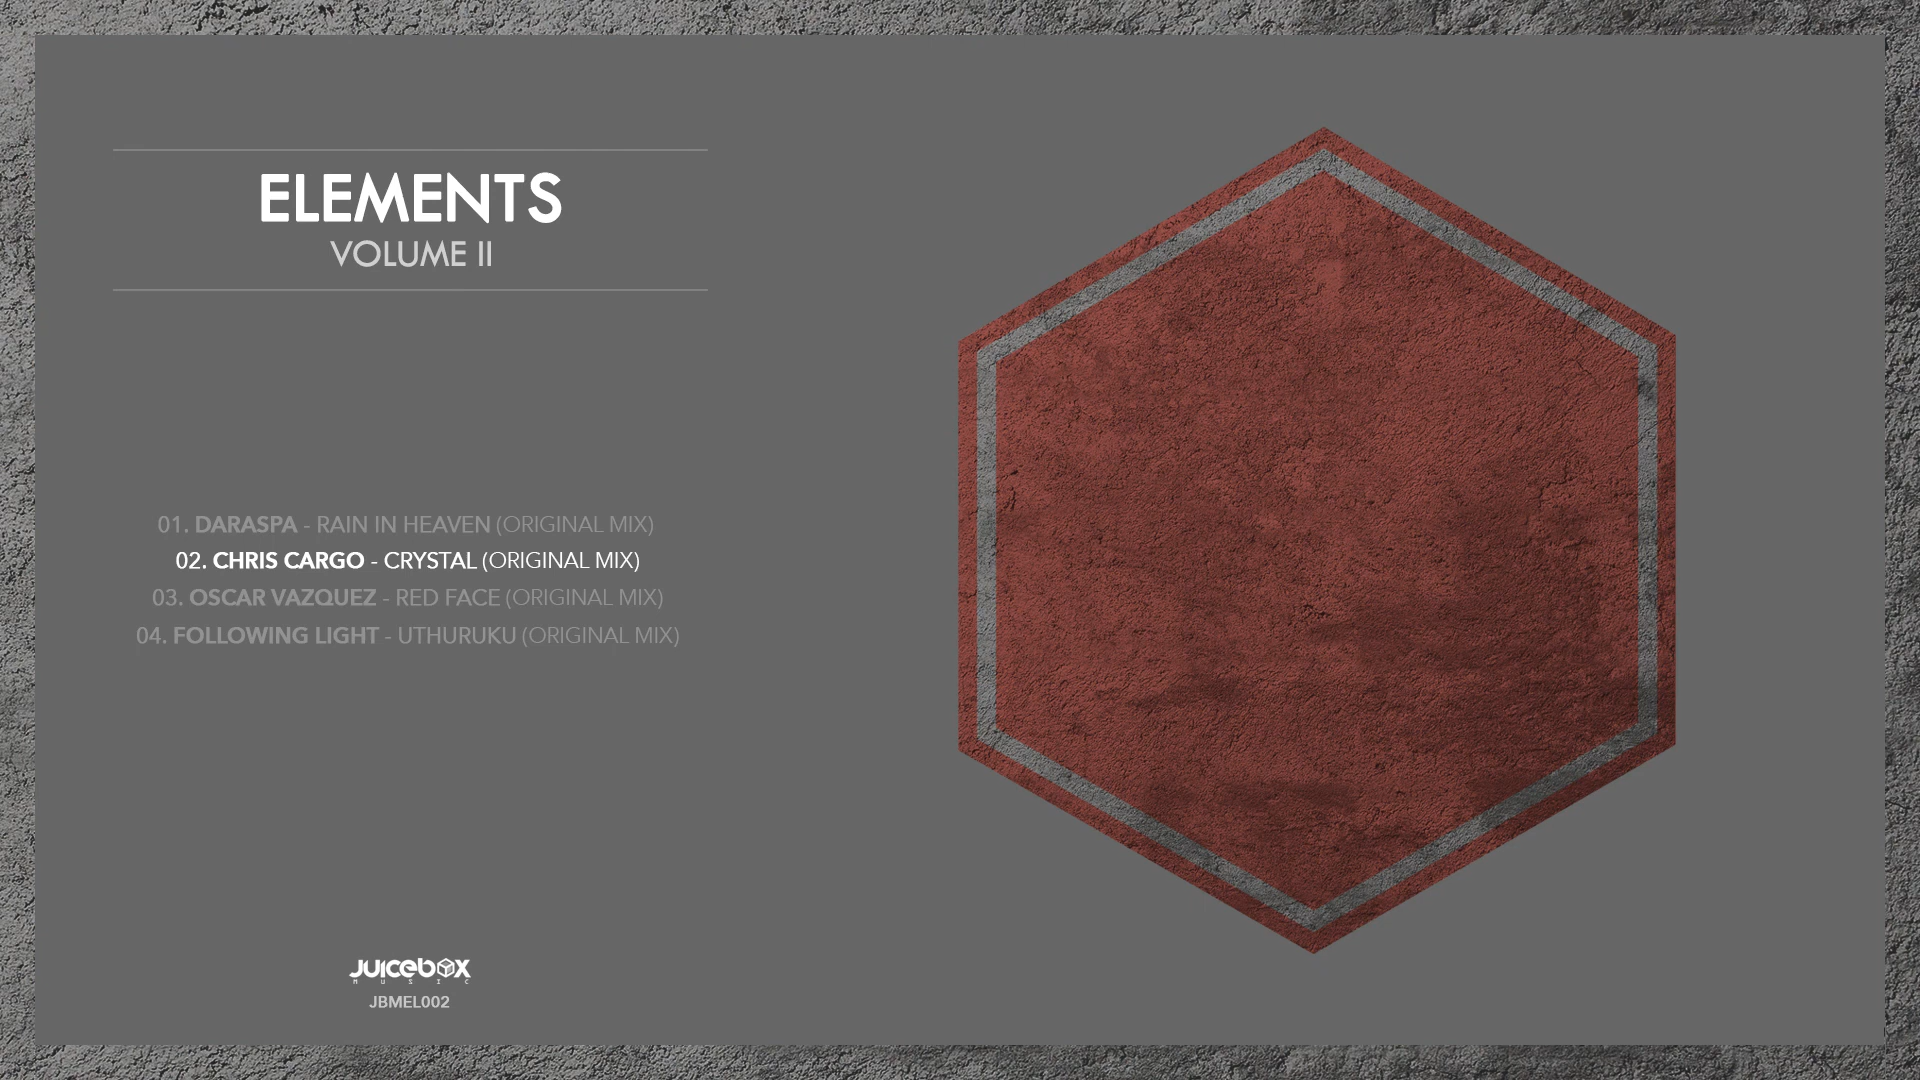 ELEMENTS
VOLUME II
01. DARASPA - RAIN IN HEAVEN (ORIGINAL MIX)
02. CHRIS CARGO - CRYSTAL (ORIGINAL MIX)
03. OSCAR VAZQUEZ - RED FACE (ORIGINAL MIX)
04. FOLLOWING LIGHT - UTHURUKU (ORIGINAL MIX)
JUICEBOX
MUSIC
JBMEL002